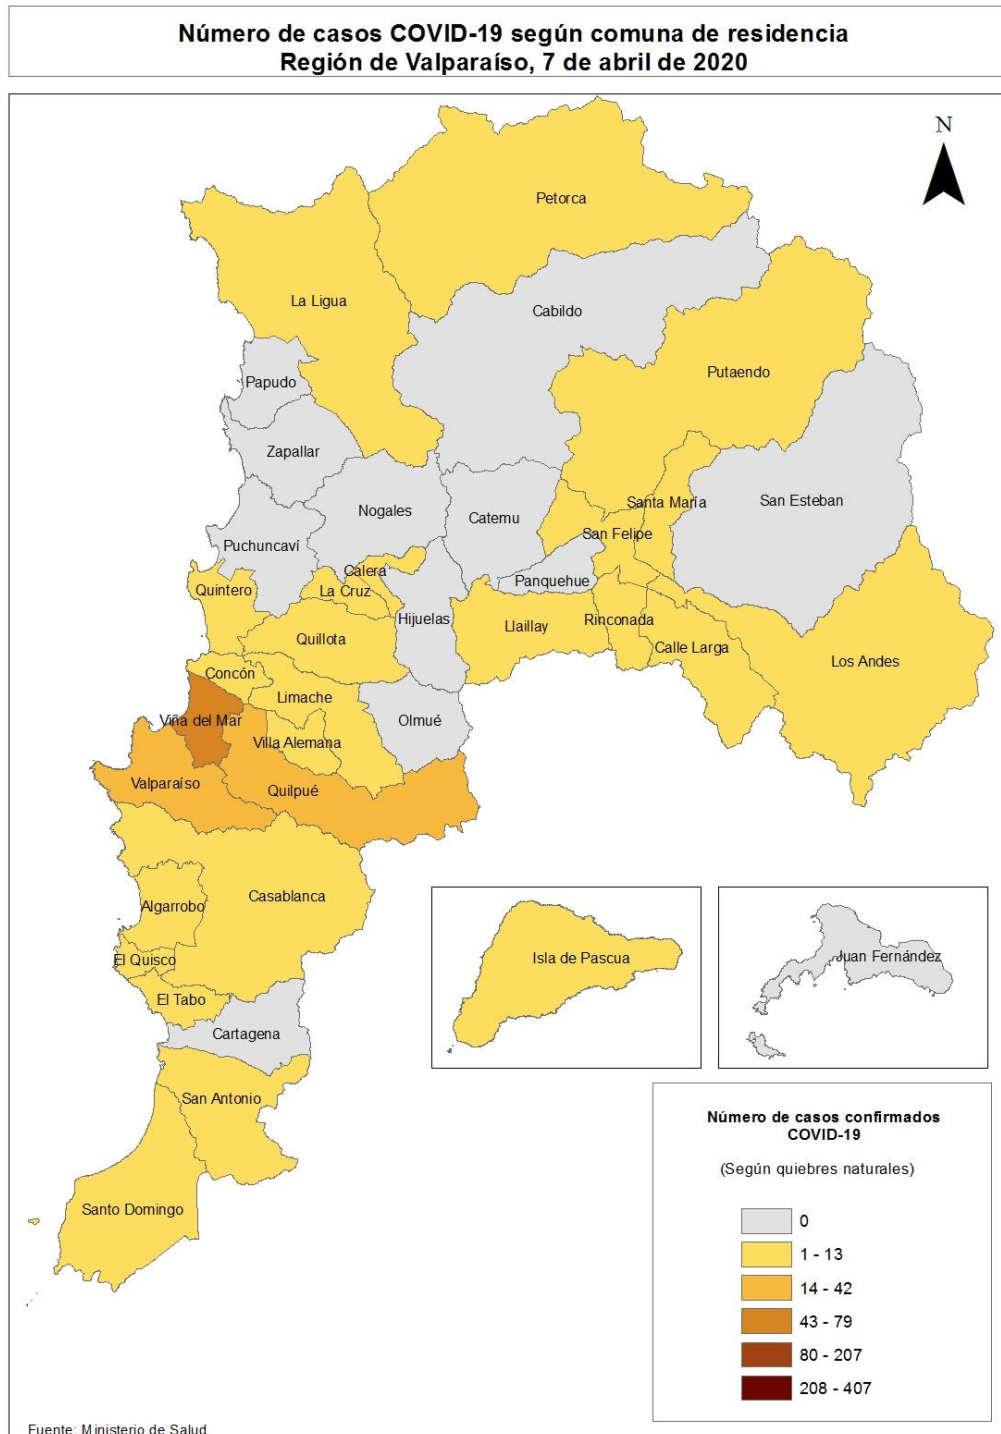 Número de casos COVID-19 según comuna de residencia
Región de Valparaíso, 7 de abril de 2020
N
Petorca
La Ligua
Cabildo
Putaendo
Papudo
Zapallar
San Esteban
Santa María
Nogales
Catemu
San Felipe
Puchuncaví
Calera
Panquehue
Quintero
La Cruz
Hijuelas
Llaillay
Rinconada
Quillota
Calle Larga
Los Andes
Concón
Limache
Viña del Mar
Olmué
Villa Alemana
Valparaíso
Quilpué
Casablanca
Algarrobo
El Quisco
Isla de Pascua
Juan Fernández
El Tabo
Cartagena
San Antonio
Santo Domingo
Número de casos confirmados
COVID-19
(Según quiebres naturales)
0
1 - 13
14 - 42
43 - 79
80 - 207
208 - 407
Fuente: Ministerio de Salud